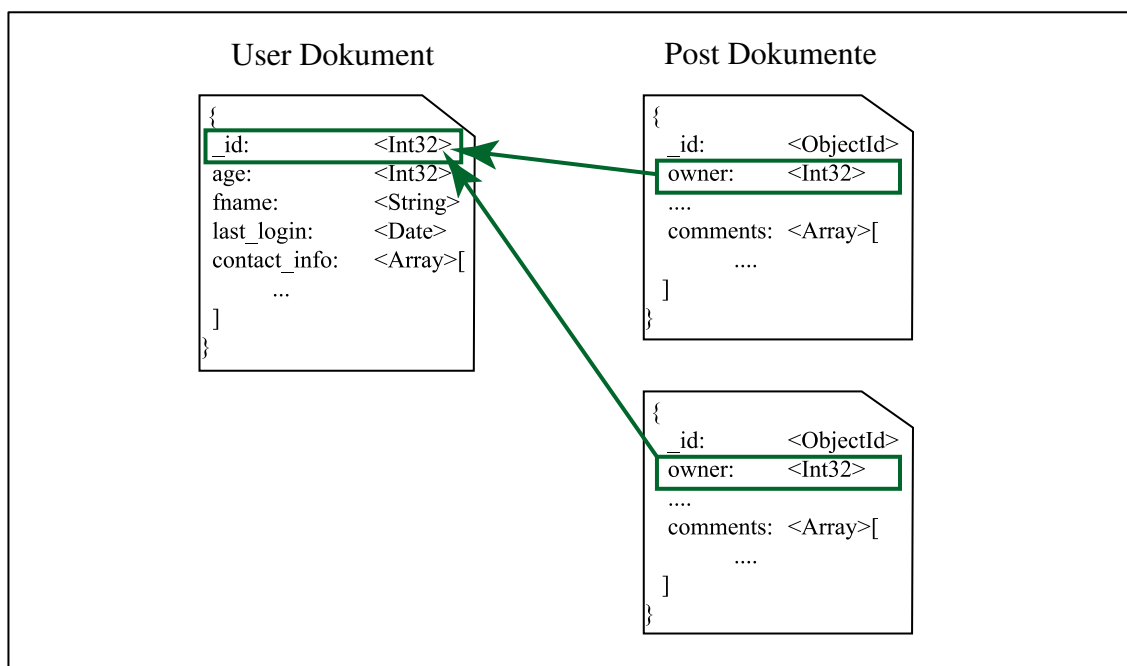 User Dokument
{
_id: <Int32>
age: <Int32>
fname: <String>
last_login: <Date>
contact_info: <Array>[
...
]
}
Post Dokumente
{
_id: <ObjectId>
owner: <Int32>
....
comments: <Array>[
....
]
}
{
_id: <ObjectId>
owner: <Int32>
....
comments: <Array>[
....
]
}